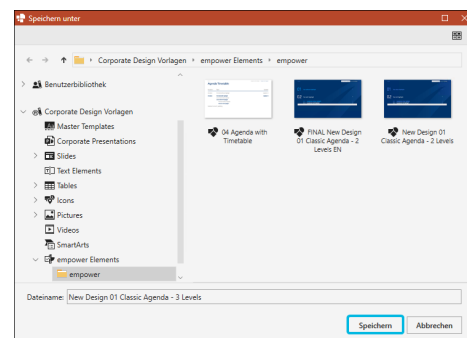 Speichern unter
Corporate Design Vorlagen
empower Elements
empower
Benutzerbibliothek
Corporate Design Vorlagen
Master Templates
Corporate Presentations
Slides
Text Elements
Tables
Icons
Pictures
Videos
SmartArts
empower Elements
empower
04 Agenda with
Timetable
FINAL New Design
01 Classic Agenda - 2
Levels EN
New Design 01
Classic Agenda - 2 Levels
Dateiname: New Design 01 Classic Agenda - 3 Levels
Speichern
Abbrechen